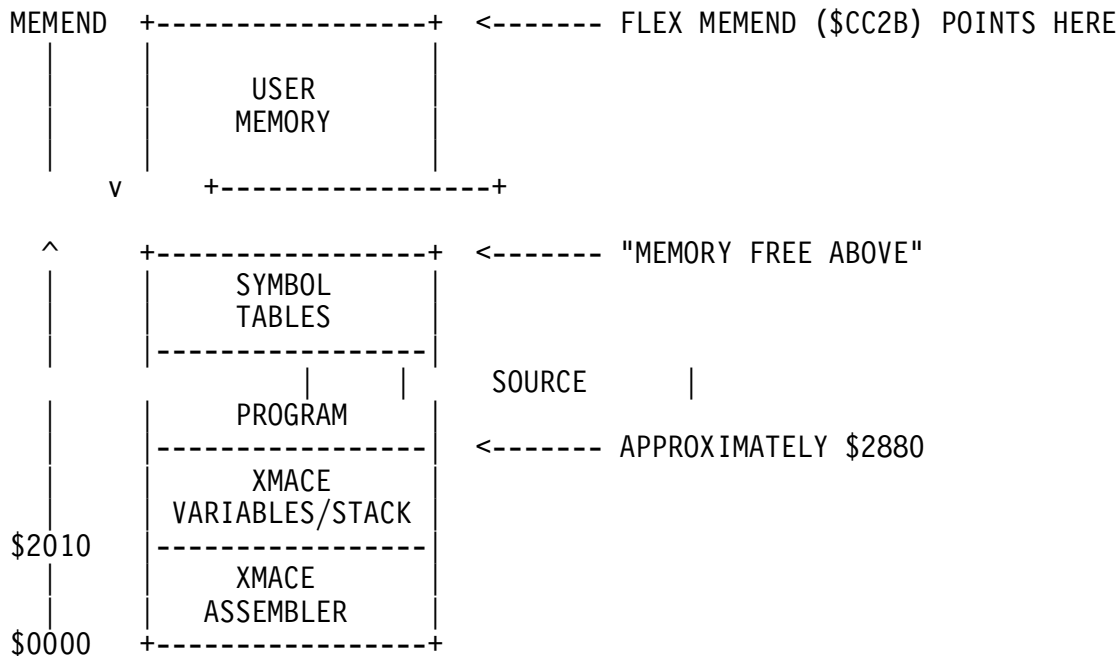 MEMEND +-----------------+ <------- FLEX MEMEND ($CC2B) POINTS HERE
| | |
| | USER |
| | MEMORY |
| | |
v +-----------------+
^ +-----------------+ <------- "MEMORY FREE ABOVE"
| | SYMBOL |
| | TABLES |
| |-----------------|
| | SOURCE |
| | PROGRAM |
| |-----------------| <------- APPROXIMATELY $2880
| | XMACE |
| | VARIABLES/STACK |
$2010 |-----------------|
| | XMACE |
| | ASSEMBLER |
$0000 +-----------------+